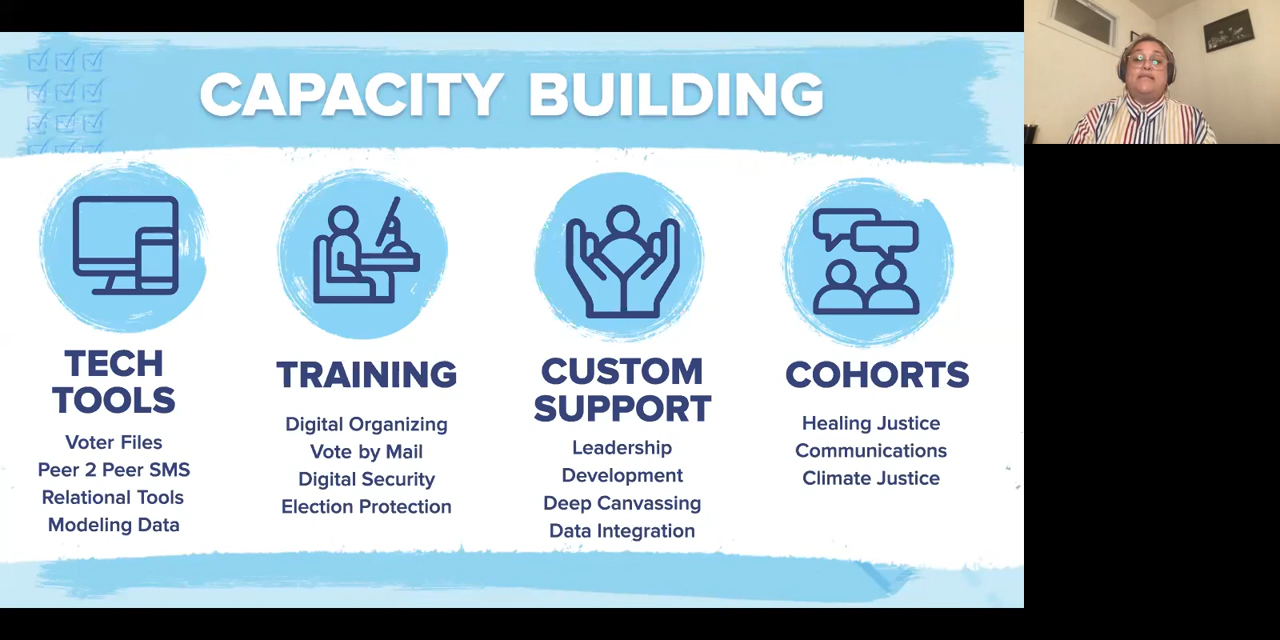 CAPACITY BUILDING
TECH
TOOLS
Voter Files
Peer 2 Peer SMS
Relational Tools
Modeling Data
TRAINING
Digital Organizing
Vote by Mail
Digital Security
Election Protection
CUSTOM
SUPPORT
Leadership
Development
Deep Canvassing
Data Integration
COHORTS
Healing Justice
Communications
Climate Justice